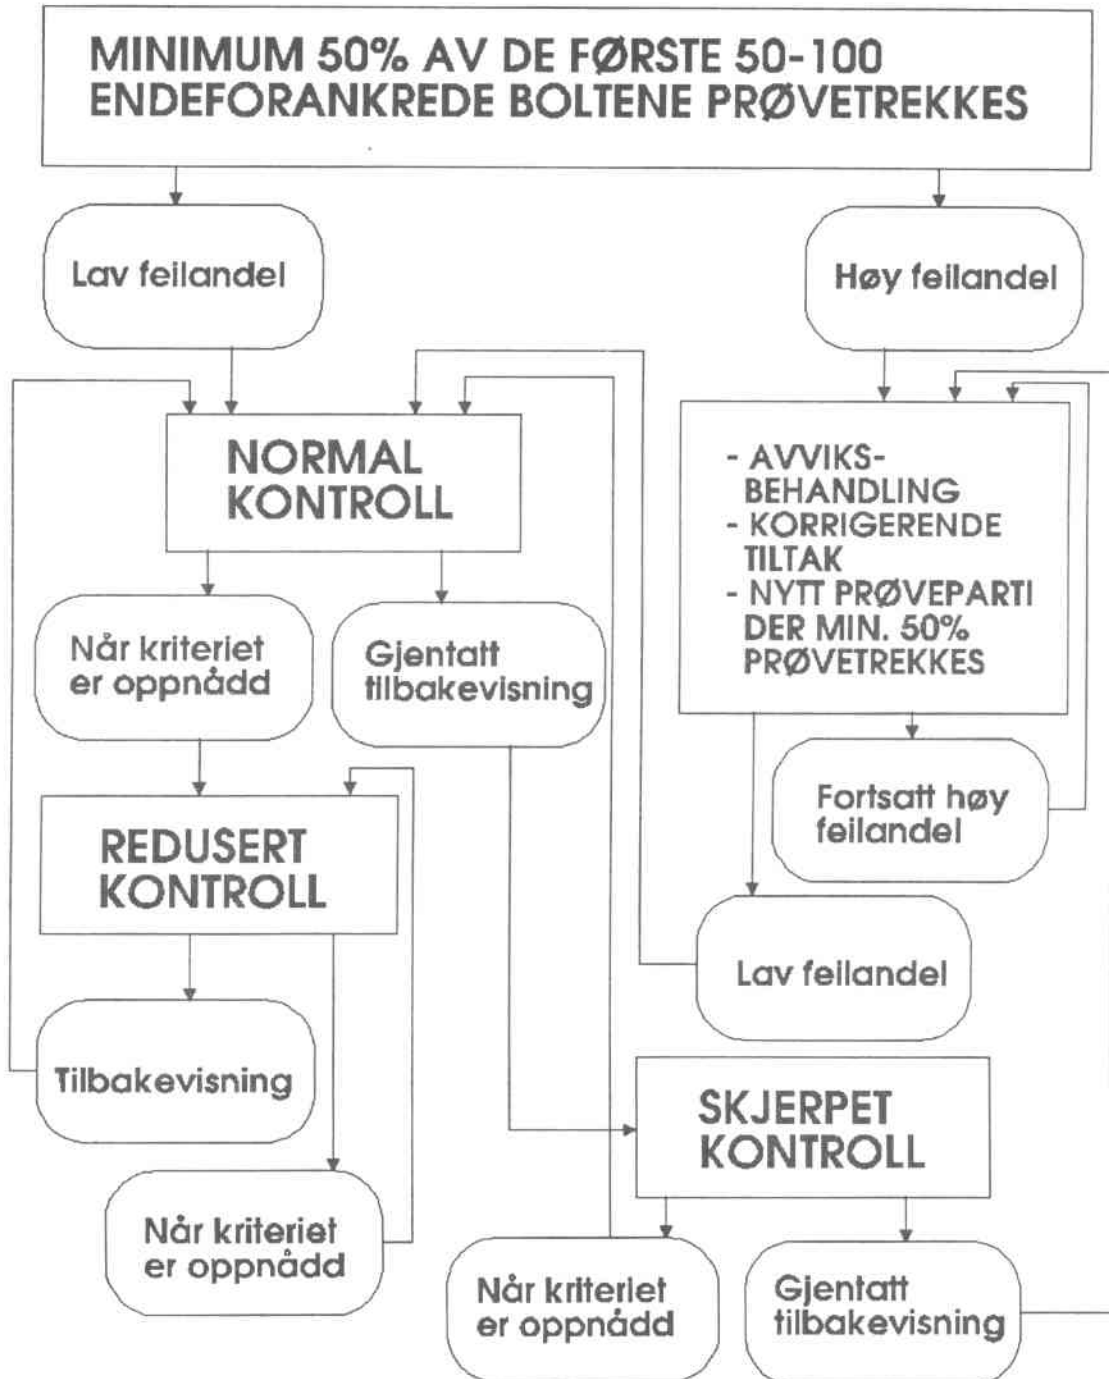 MINIMUM 50% AV DE FØRSTE 50-100
ENDEFORANKREDE BOLTENE PRØVETREKKES
Lav feilandel
Høy feilandel
NORMAL
KONTROLL
- AVVIKS-
BEHANDLING
- KORRIGERENDE
TILTAK
- NYTT PRØVEPARTI
DER MIN. 50%
PRØVETREKKES
Når kriteriet
er oppnådd
Gjentatt
tilbakevisning
Fortsatt høy
feilandel
REDUSERT
KONTROLL
Lav feilandel
Tilbakevisning
SKJERPET
KONTROLL
Når kriteriet
er oppnådd
Når kriteriet
er oppnådd
Gjentatt
tilbakevisning